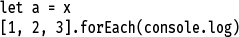 let a = x
[1, 2, 3].forEach(console.log)